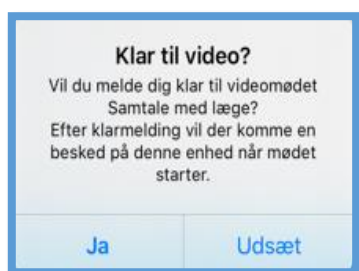 Klar til video?
Vil du melde dig klar til videomødet
Samtale med læge?
Efter klarmelding vil der komme en
besked på denne enhed når mødet
starter.
Ja
Udsæt